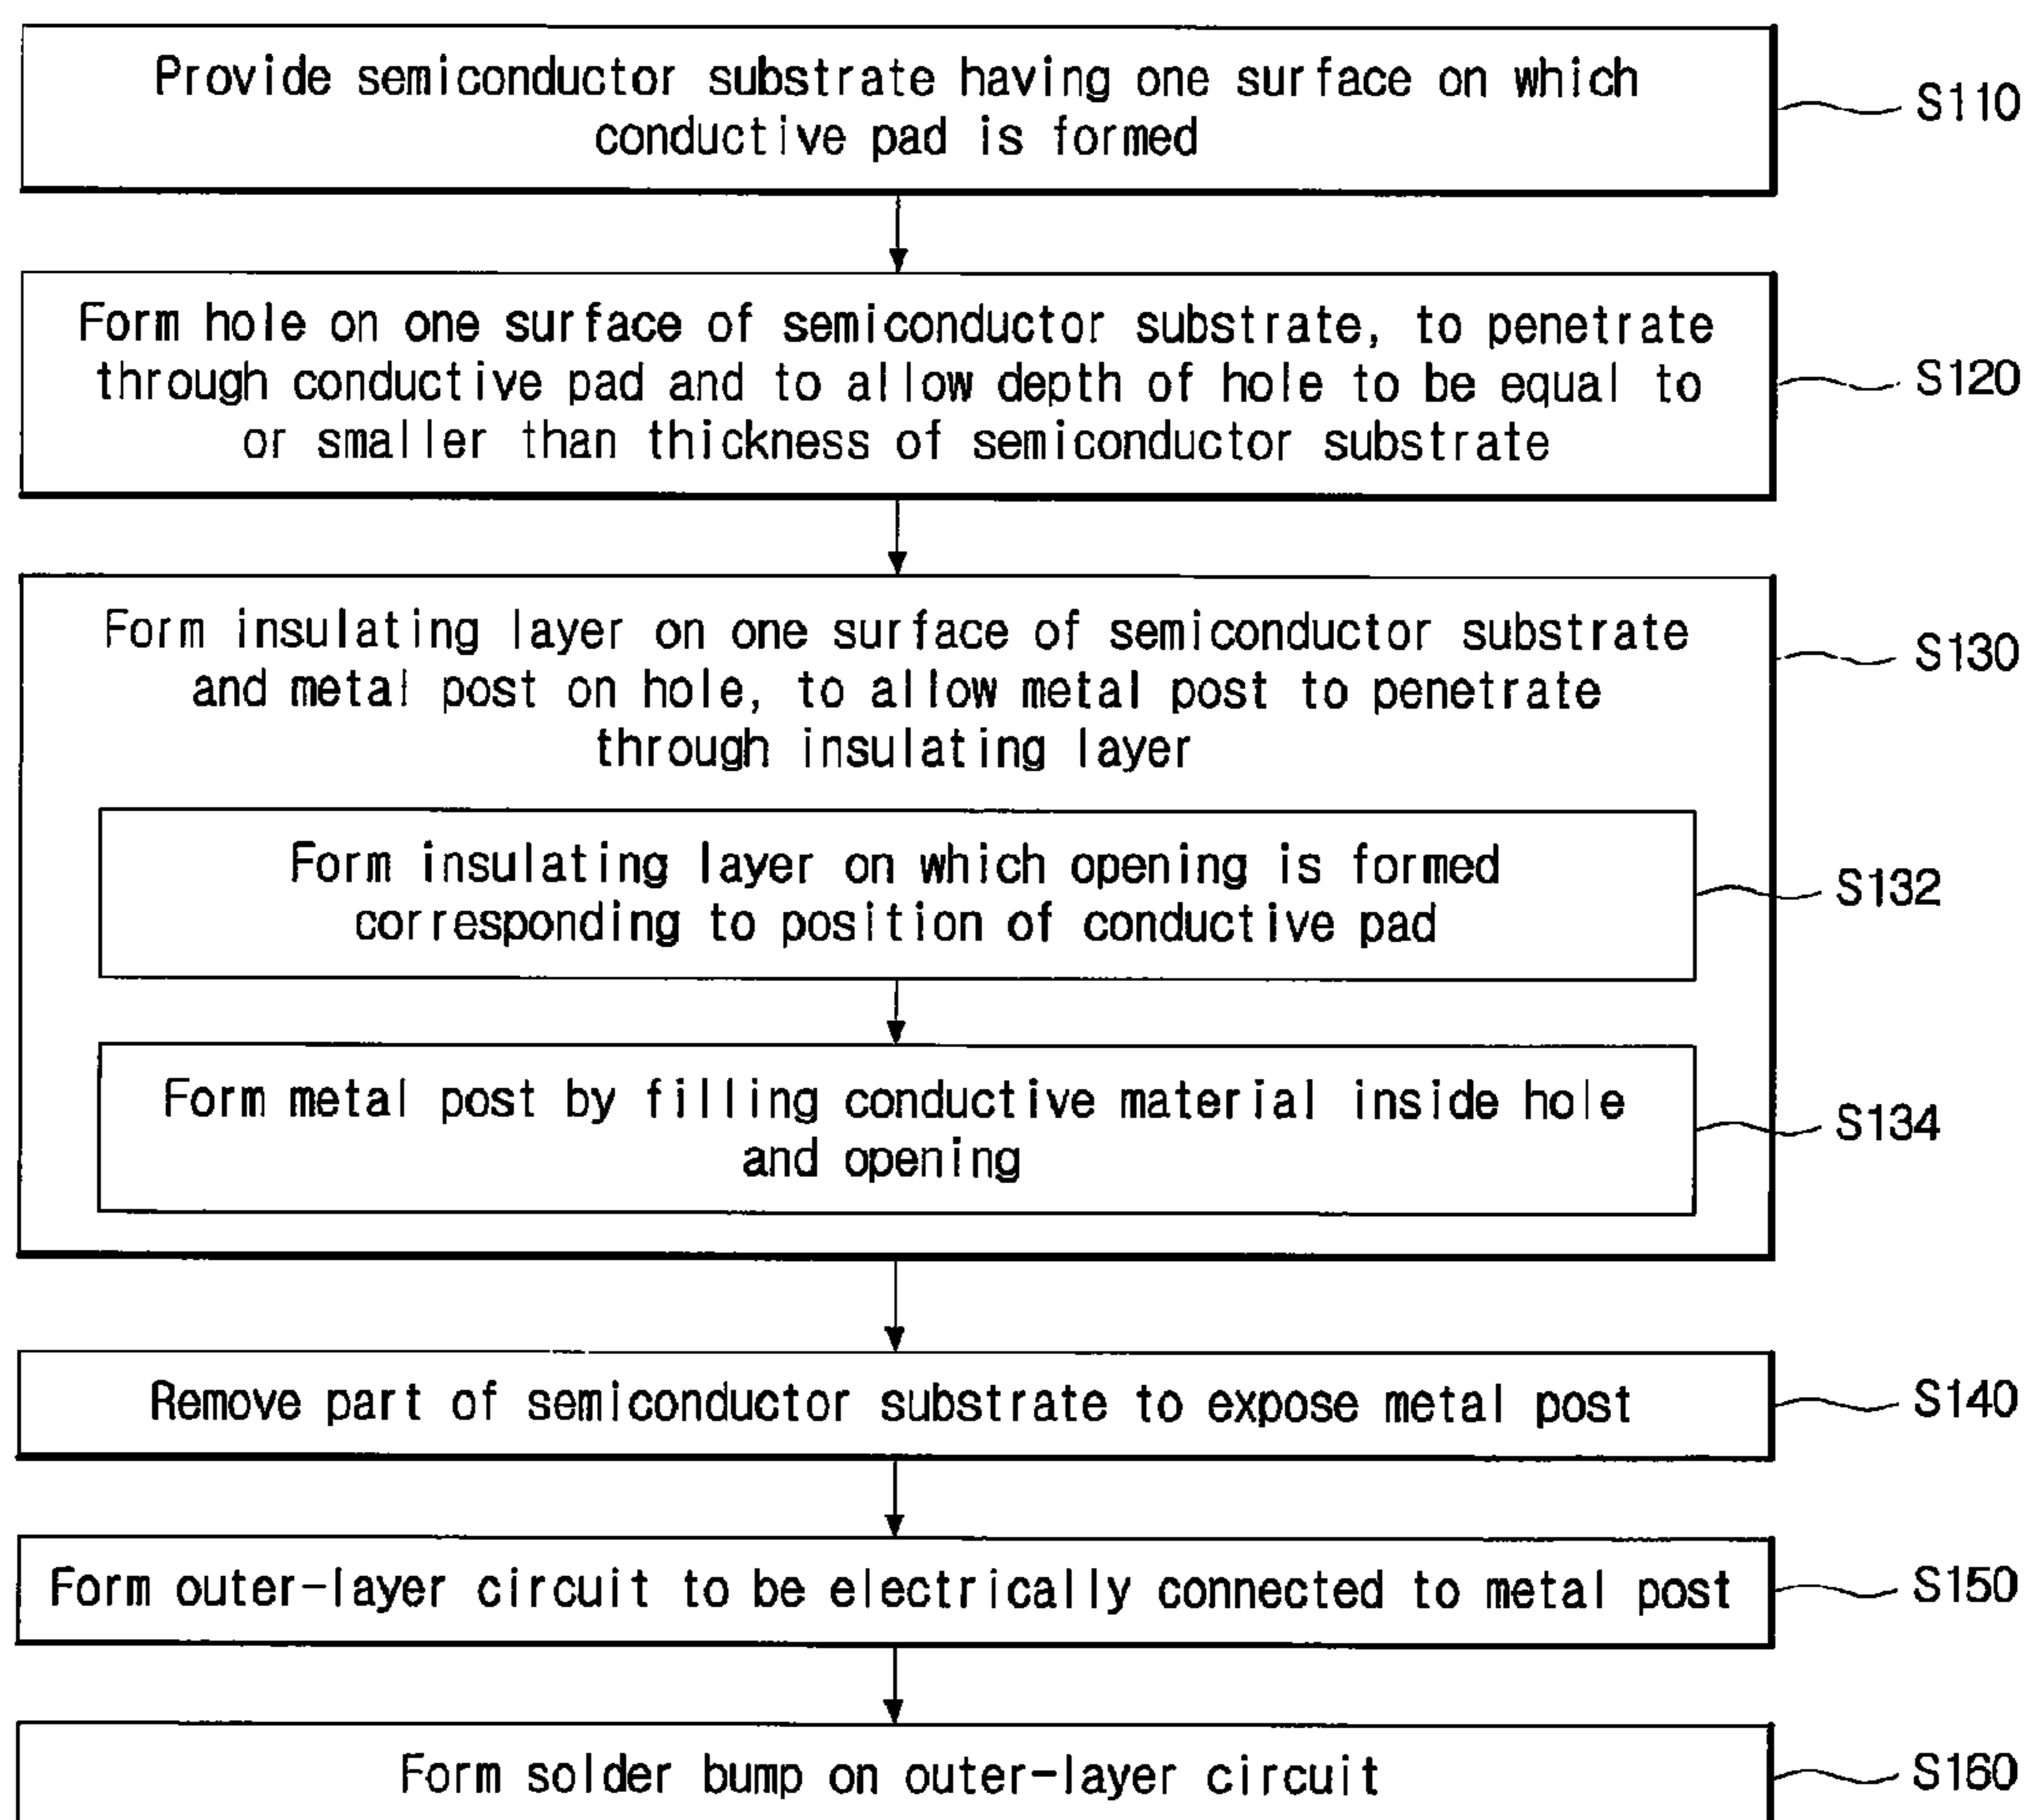 Provide semiconductor substrate having one surface on which
conductive pad is formed
S110
Form hole on one surface of semiconductor substrate, to penetrate
through conductive pad and to allow depth of hole to be equal to
or smaller than thickness of semiconductor substrate
S120
Form insulating layer on one surface of semiconductor substrate
and metal post on hole, to allow metal post to penetrate
through insulating layer
S130
Form insulating layer on which opening is formed
corresponding to position of conductive pad
S132
Form metal post by filling conductive material inside hole
and opening
S134
Remove part of semiconductor substrate to expose metal post
S140
Form outer-layer circuit to be electrically connected to metal post
S150
Form solder bump on outer-layer circuit
S160